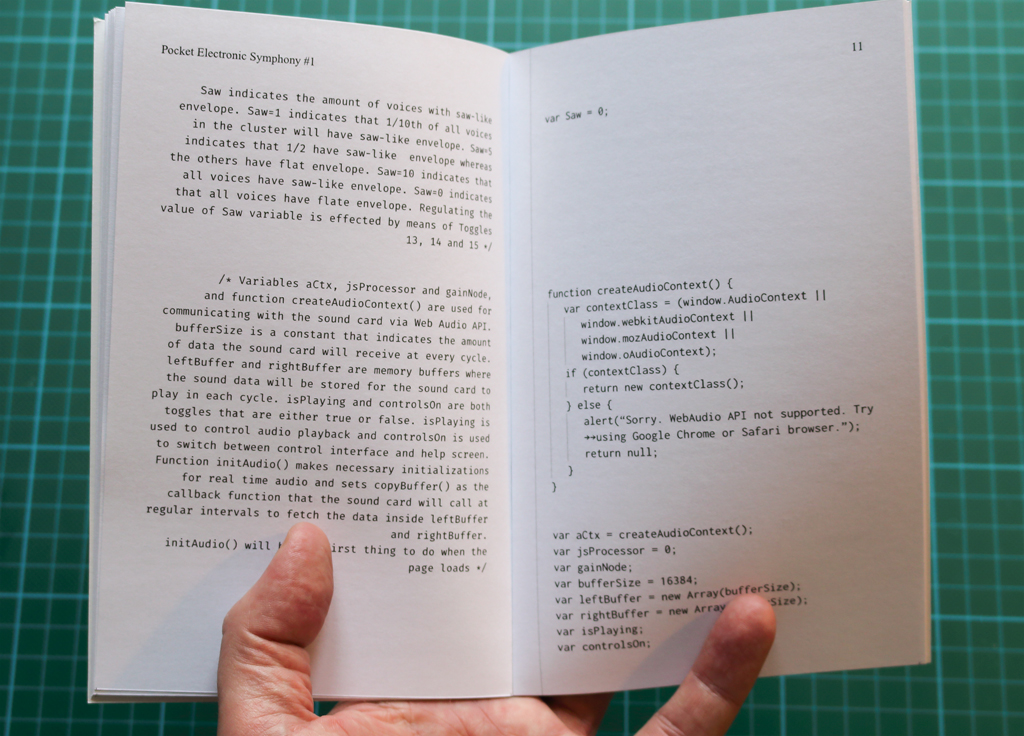 Pocket Electronic Symphony #1
Saw indicates the amount of voices with saw-like
envelope. Saw=1 indicates that 1/10th of all voices
in the cluster will have saw-like envelope. Saw=5
indicates that 1/2 have saw-like envelope whereas
the others have flat envelope. Saw=10 indicates that
all voices have saw-like envelope. Saw=0 indicates
that all voices have flate envelope. Regulating the
value of Saw variable is effected by means of Toggles
13, 14 and 15 */
/* Variables aCtx, jsProcessor and gainNode,
and function createAudioContext() are used for
communicating with the sound card via Web Audio API.
bufferSize is a constant that indicates the amount
of data the sound card will receive at every cycle.
leftBuffer and rightBuffer are memory buffers where
the sound data will be stored for the sound card to
play in each cycle. isPlaying and controlsOn are both
toggles that are either true or false. isPlaying is
used to control audio playback and controlsOn is used
to switch between control interface and help screen.
Function initAudio() makes necessary initializations
for real time audio and sets copyBuffer() as the
callback function that the sound card will call at
regular intervals to fetch the data inside leftBuffer
and rightBuffer.
initAudio() will thing to do when the
page loads */
11
var Saw = 0;
function createAudioContext() {
var contextClass = (window.AudioContext ||
window.webkitAudioContext ||
window.mozAudioContext ||
window.oAudioContext);
if (contextClass) {
return new contextClass();
} else {
alert("Sorry. WebAudio API not supported. Try
↔using Google Chrome or Safari browser.");
return null;
}
}
var aCtx = createAudioContext();
var jsProcessor = 0;
var gainNode;
var bufferSize = 16384;
var leftBuffer = new Array(bufferSize);
var rightBuffer = new Array
var isPlaying;
var controlsOn;